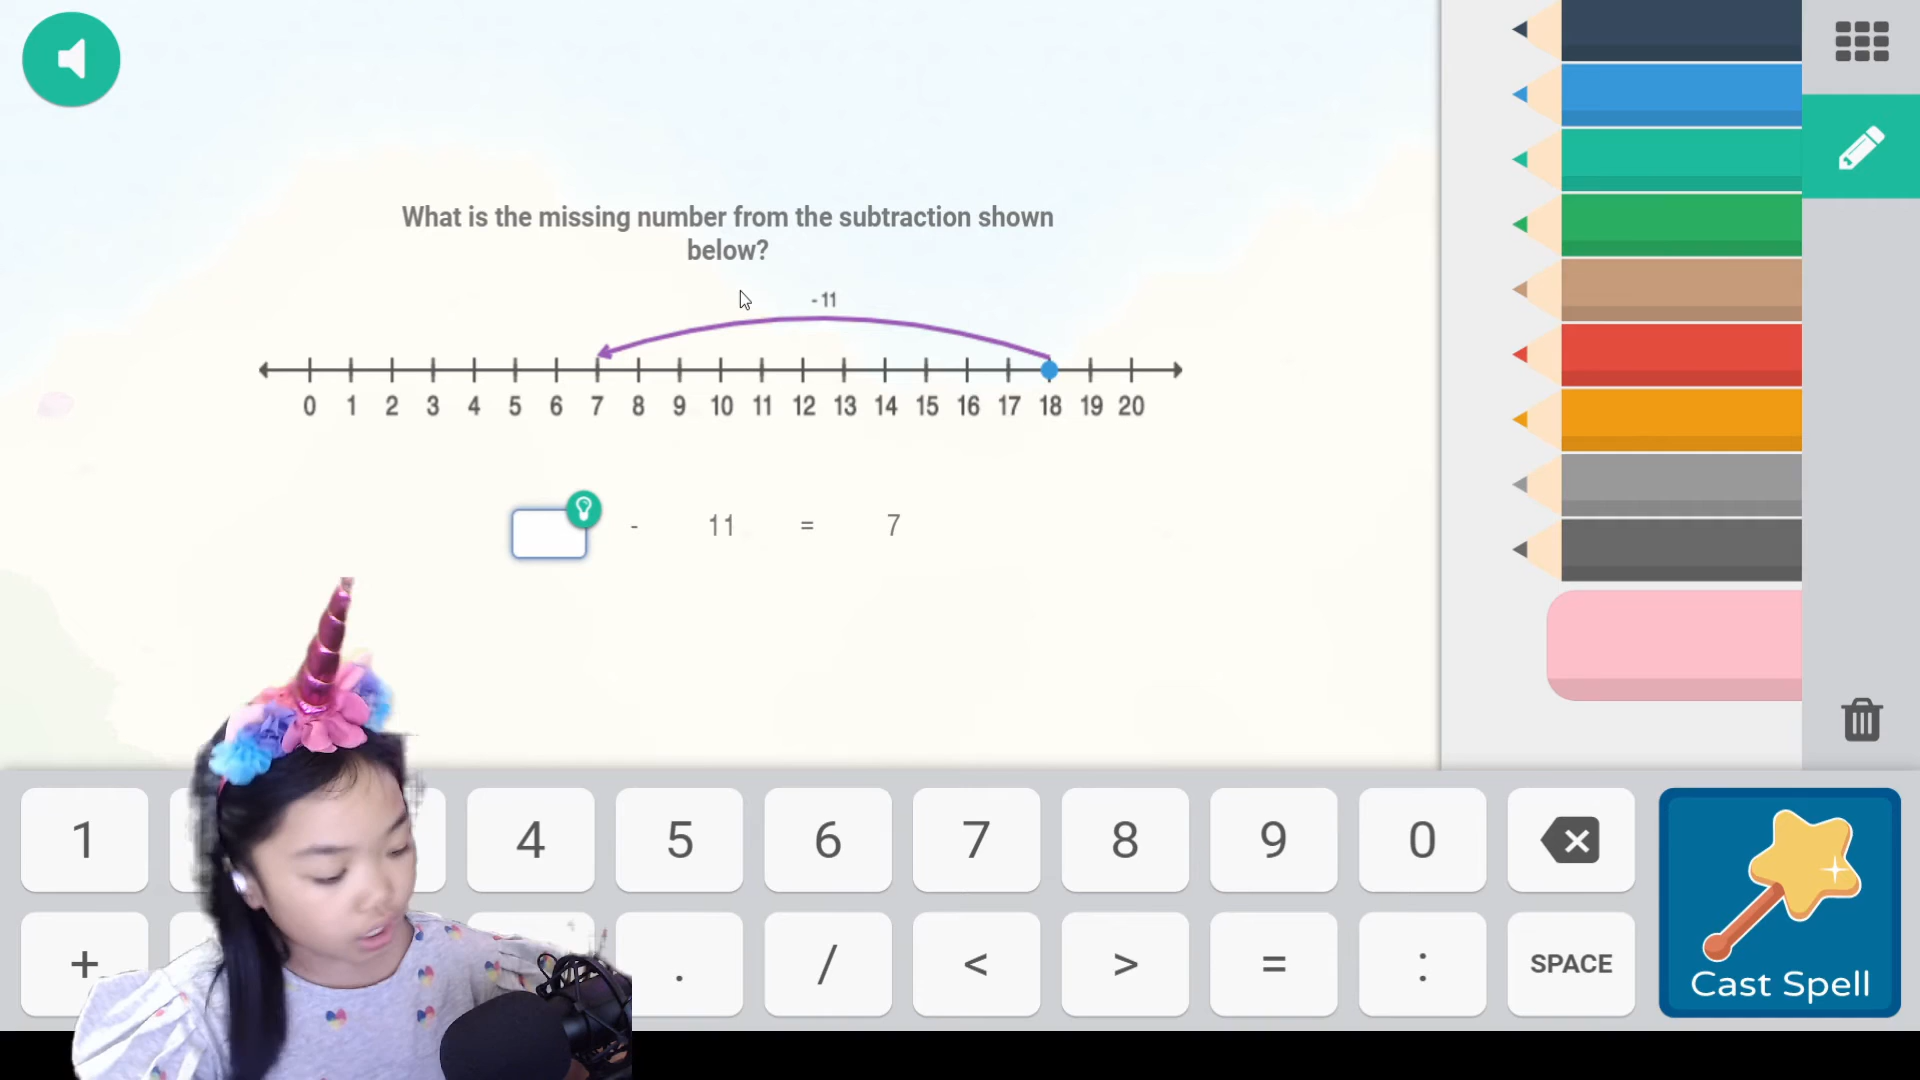 What is the missing number from the subtraction shown
below?
-11
0 1 2 3 4 5 6 7 8 9 10 11 12 13 14 15 16 17 18 19 20
- 11 = 7
1 4 5 6 7 8 9 0
+ . / < > = : SPACE
Cast Spell